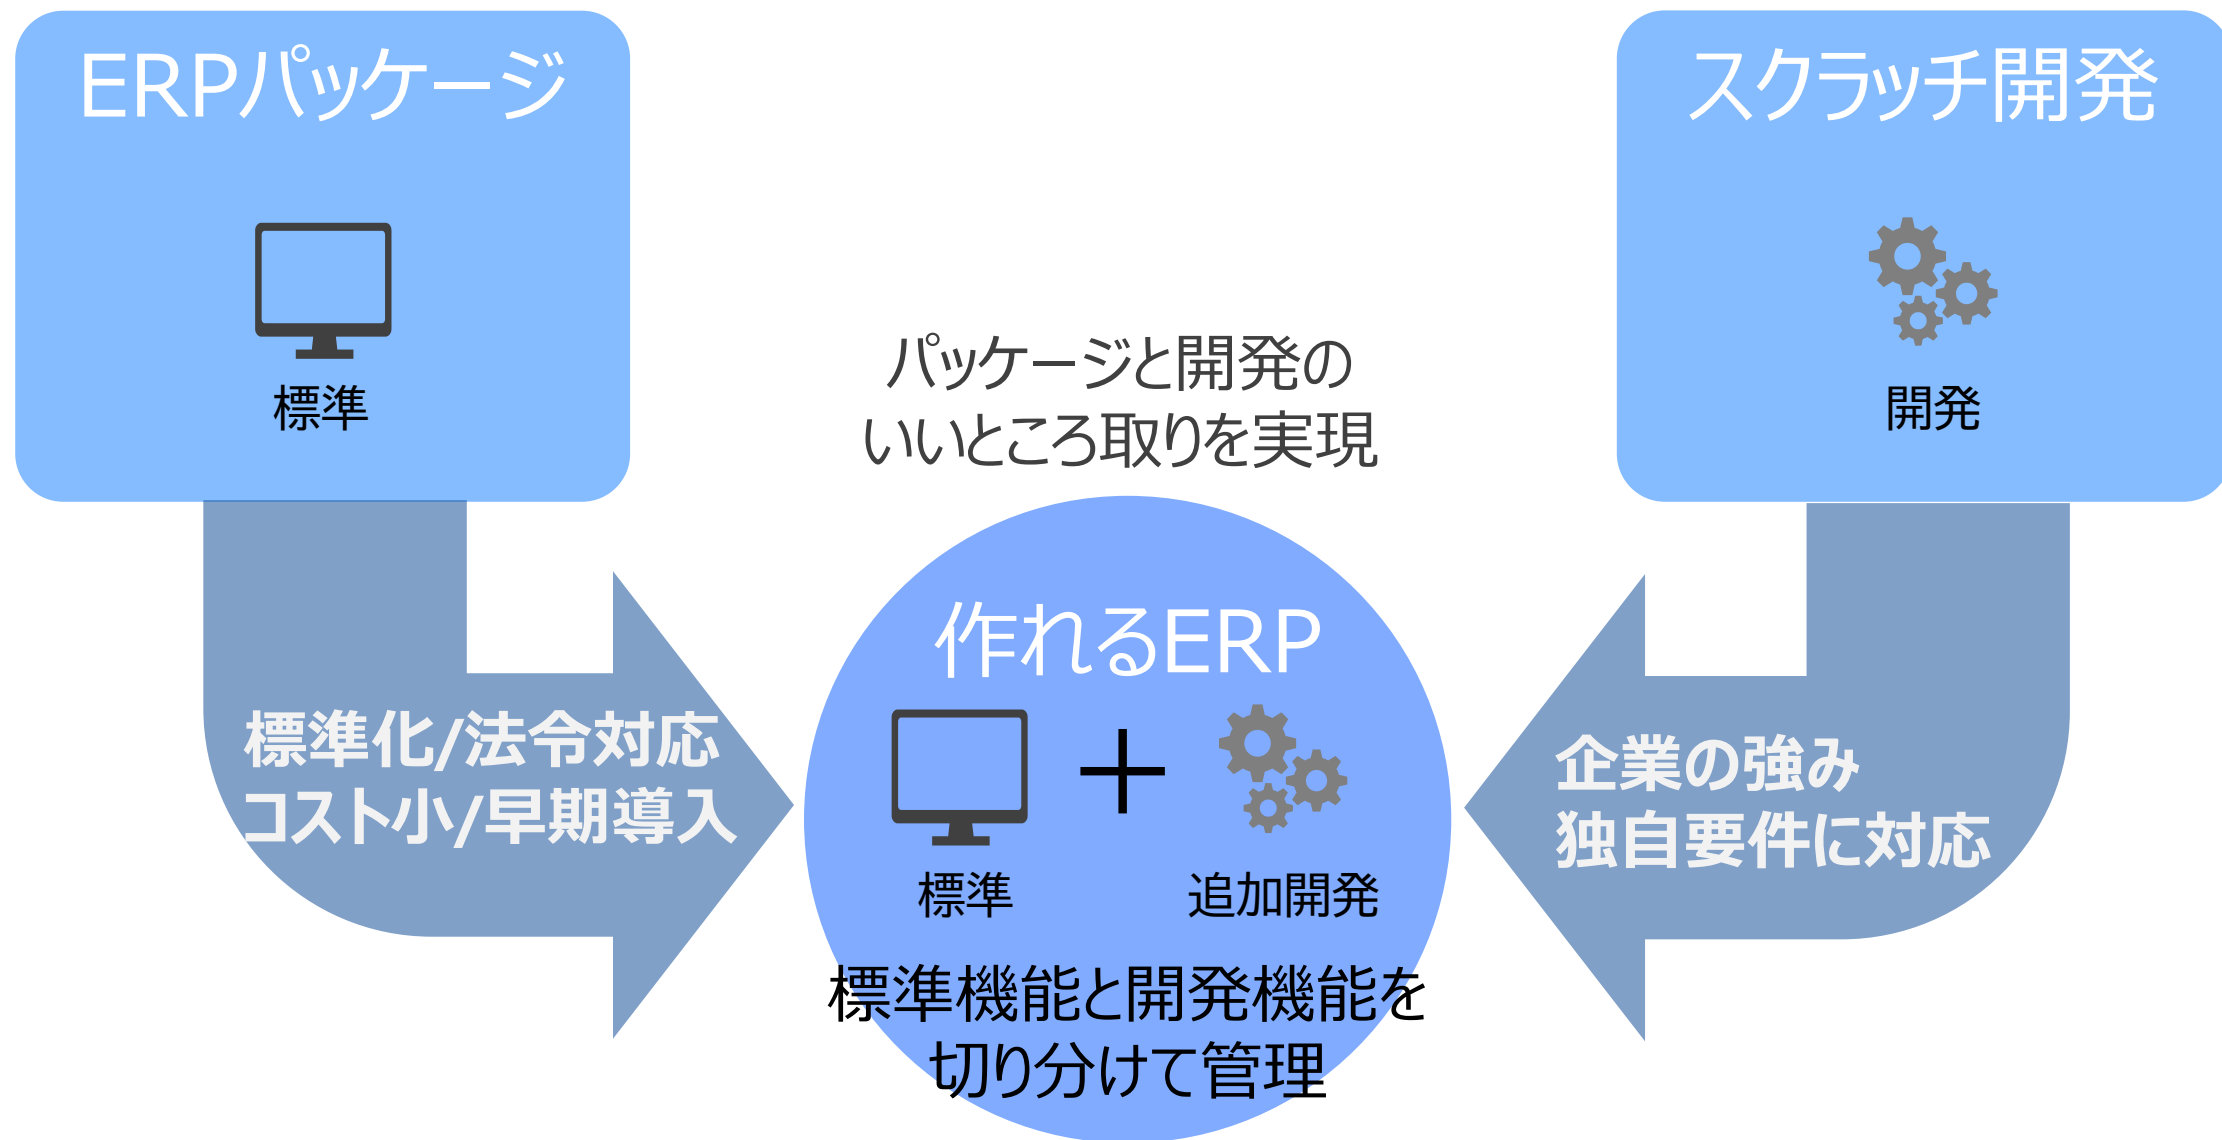 ERPパッケージ
標準
スクラッチ開発
開発
パッケージと開発の
いいところ取りを実現
標準化/法令対応
コスト小/早期導入
作れるERP
標準
+
追加開発
標準機能と開発機能を
切り分けて管理
企業の強み
独自要件に対応